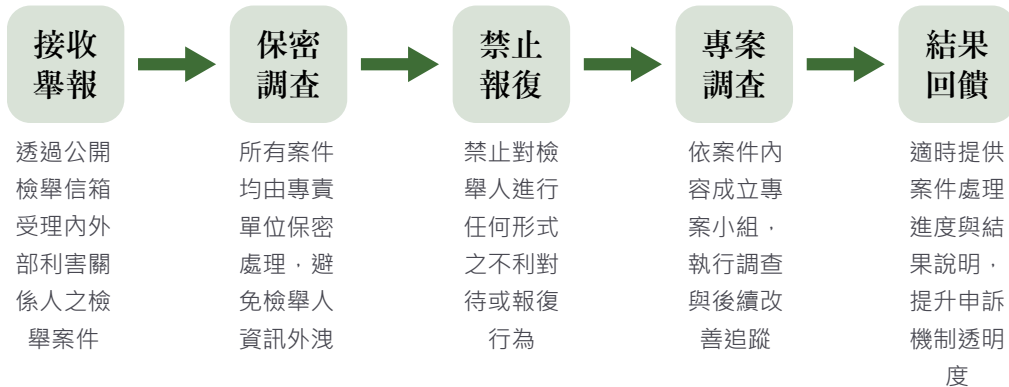 接收
舉報
透過公開
檢舉信箱
受理內外
部利害關
係人之檢
舉案件
保密
調查
所有案件
均由專責
單位保密
處理，避
免檢舉人
資訊外洩
禁止
報復
禁止對檢
舉人進行
任何形式
之不利對
待或報復
行為
專案
調查
依案件內
容成立專
案小組，
執行調查
與後續改
善追蹤
結果
回饋
適時提供
案件處理
進度與結
果說明，
提升申訴
機制透明
度